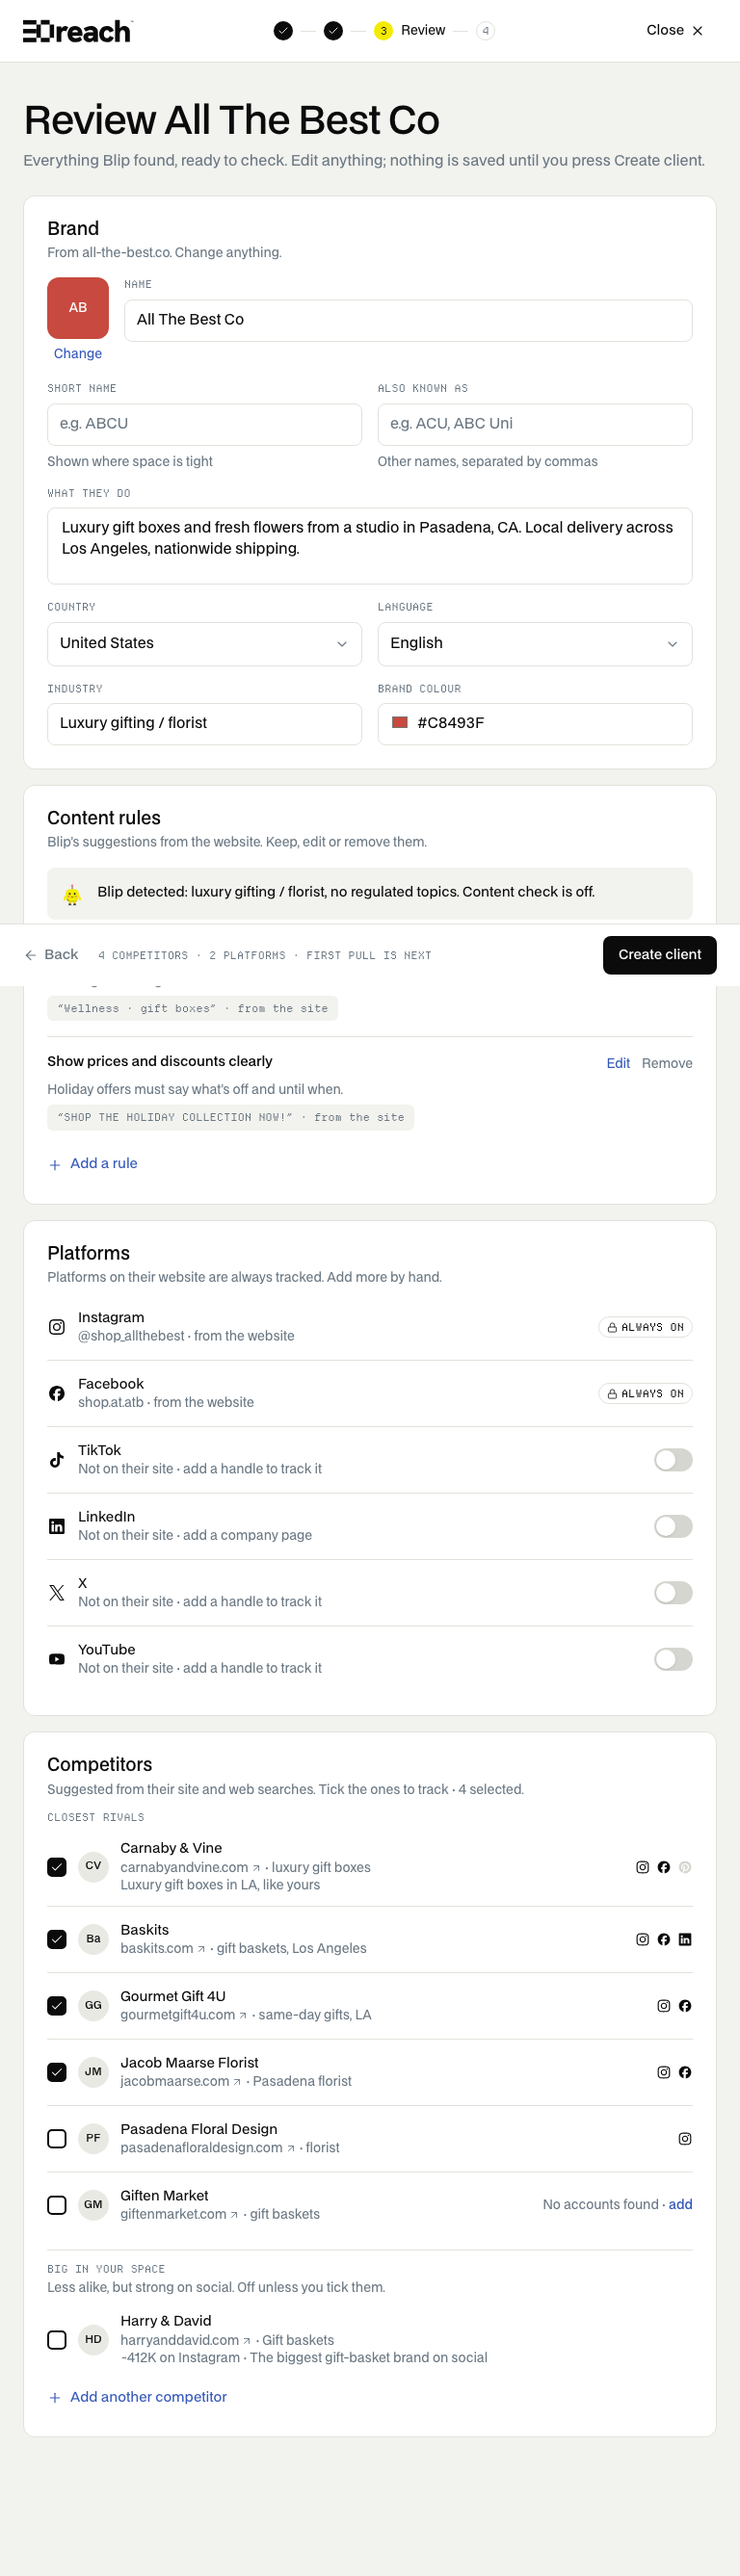 reach
3 Review
4
Close
Review All The Best Co
Everything Blip found, ready to check. Edit anything; nothing is saved until you press Create client.
Brand
From all-the-best.co. Change anything.
AB
Change
NAME
All The Best Co
SHORT NAME
e.g. ABCU
Shown where space is tight
ALSO KNOWN AS
e.g. ACU, ABC Uni
Other names, separated by commas
WHAT THEY DO
Luxury gift boxes and fresh flowers from a studio in Pasadena, CA. Local delivery across
Los Angeles, nationwide shipping.
COUNTRY
United States
LANGUAGE
English
INDUSTRY
Luxury gifting / florist
BRAND COLOUR
#C8493F
Content rules
Blip's suggestions from the website. Keep, edit or remove them.
Blip detected: luxury gifting / florist, no regulated topics. Content check is off.
Back
4 COMPETITORS · 2 PLATFORMS · FIRST PULL IS NEXT
Create client
“Wellness · gift boxes” · from the site
Show prices and discounts clearly
Edit Remove
Holiday offers must say what's off and until when.
“SHOP THE HOLIDAY COLLECTION NOW!” · from the site
Add a rule
Platforms
Platforms on their website are always tracked. Add more by hand.
Instagram
@shop_allthebest · from the website
ALWAYS ON
Facebook
shop.at.atb · from the website
ALWAYS ON
TikTok
Not on their site · add a handle to track it
LinkedIn
Not on their site · add a company page
X
Not on their site · add a handle to track it
YouTube
Not on their site · add a handle to track it
Competitors
Suggested from their site and web searches. Tick the ones to track · 4 selected.
CLOSEST RIVALS
CV
Carnaby & Vine
carnabyandvine.com · luxury gift boxes
Luxury gift boxes in LA, like yours
Ba
Baskits
baskits.com · gift baskets, Los Angeles
GG
Gourmet Gift 4U
gourmetgift4u.com · same-day gifts, LA
JM
Jacob Maarse Florist
jacobmaarse.com · Pasadena florist
PF
Pasadena Floral Design
pasadenafloraldesign.com · florist
GM
Giften Market
giftenmarket.com · gift baskets
No accounts found · add
BIG IN YOUR SPACE
Less alike, but strong on social. Off unless you tick them.
HD
Harry & David
harryanddavid.com · Gift baskets
~412K on Instagram · The biggest gift-basket brand on social
Add another competitor